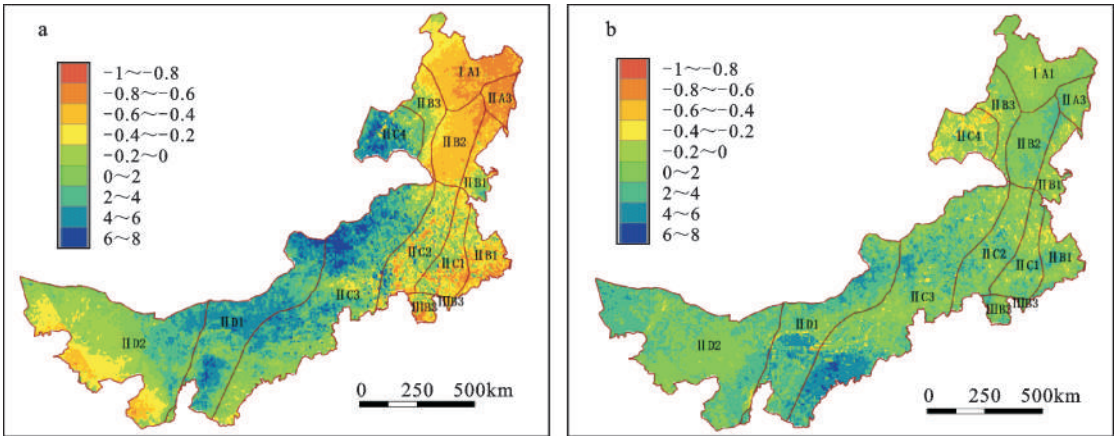 a
-1～-0.8
-0.8～-0.6
-0.6～-0.4
-0.4～-0.2
-0.2～0
0～2
2～4
4～6
6～8
ⅠA1
ⅡA3
ⅡB3
ⅡC4
ⅡB2
ⅡB1
ⅡC2
ⅡC1
ⅡB1
ⅡC3
ⅢB2
ⅢB3
ⅡD1
ⅡD2
0 250 500km
b
-1～-0.8
-0.8～-0.6
-0.6～-0.4
-0.4～-0.2
-0.2～0
0～2
2～4
4～6
6～8
ⅠA1
ⅡA3
ⅡB3
ⅡC4
ⅡB2
ⅡB1
ⅡC2
ⅡC1
ⅡB1
ⅡC3
ⅢB2
ⅢB3
ⅡD1
ⅡD2
0 250 500km